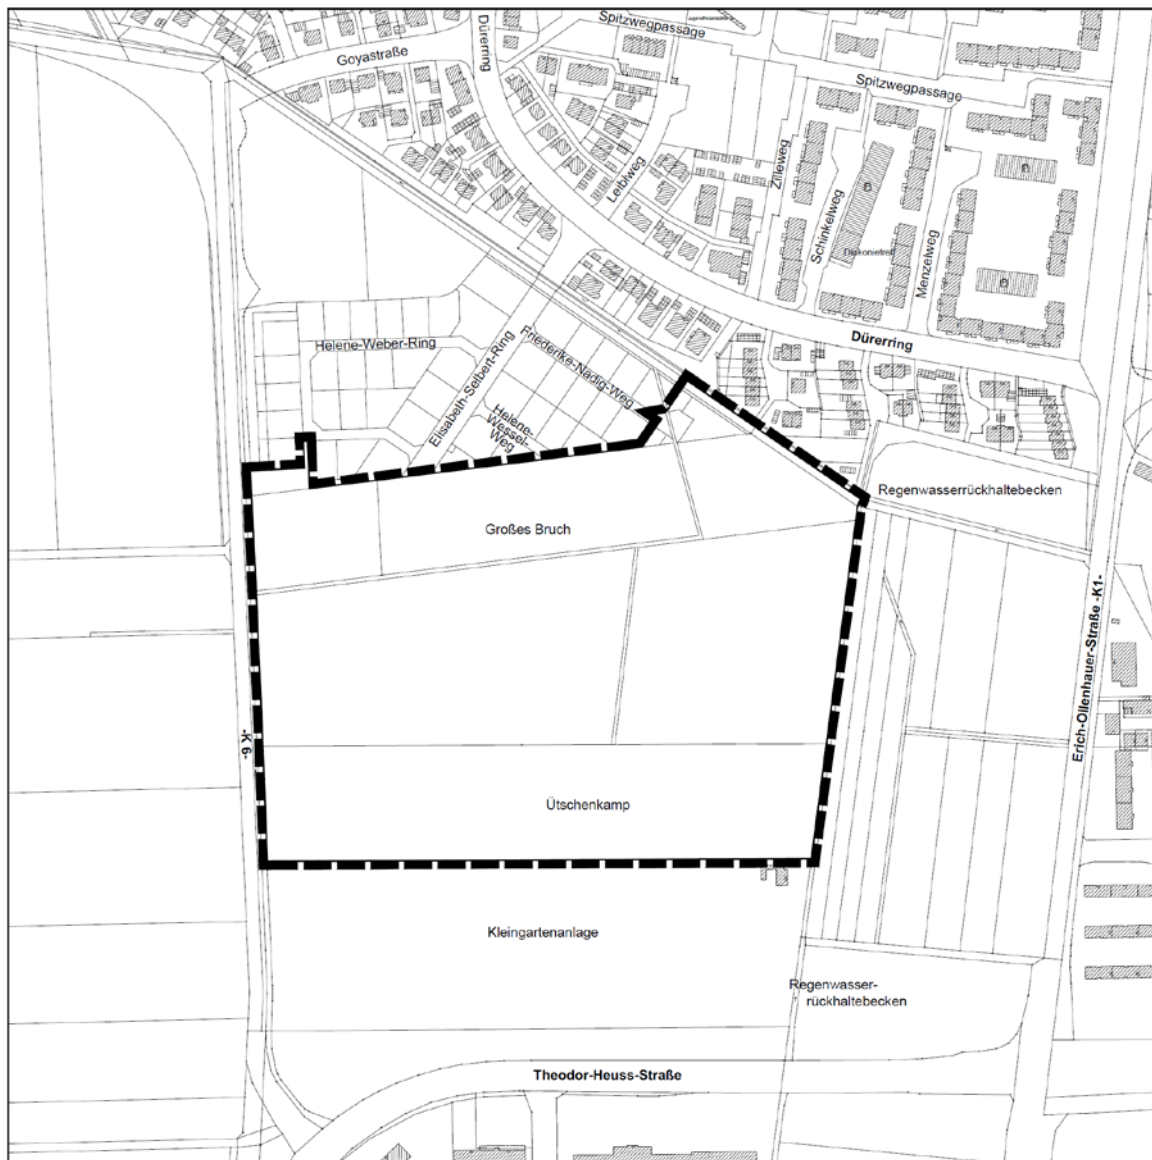 Spitzwegpassage
Dürerring
Goyastraße
Spitzwegpassage
Leiblweg
Zilleweg
Schinkelweg
Menzelweg
Dürerring
Helene-Weber-Ring
Elisabeth-Selbert-Ring
Friederike-Nadig-Weg
Helene-
Wessel-
Weg
Regenwasserrückhaltebecken
Großes Bruch
Erich-Ollenhauer-Straße -K1-
-K 6-
Ütschenkamp
Kleingartenanlage
Regenwasser-
rückhaltebecken
Theodor-Heuss-Straße